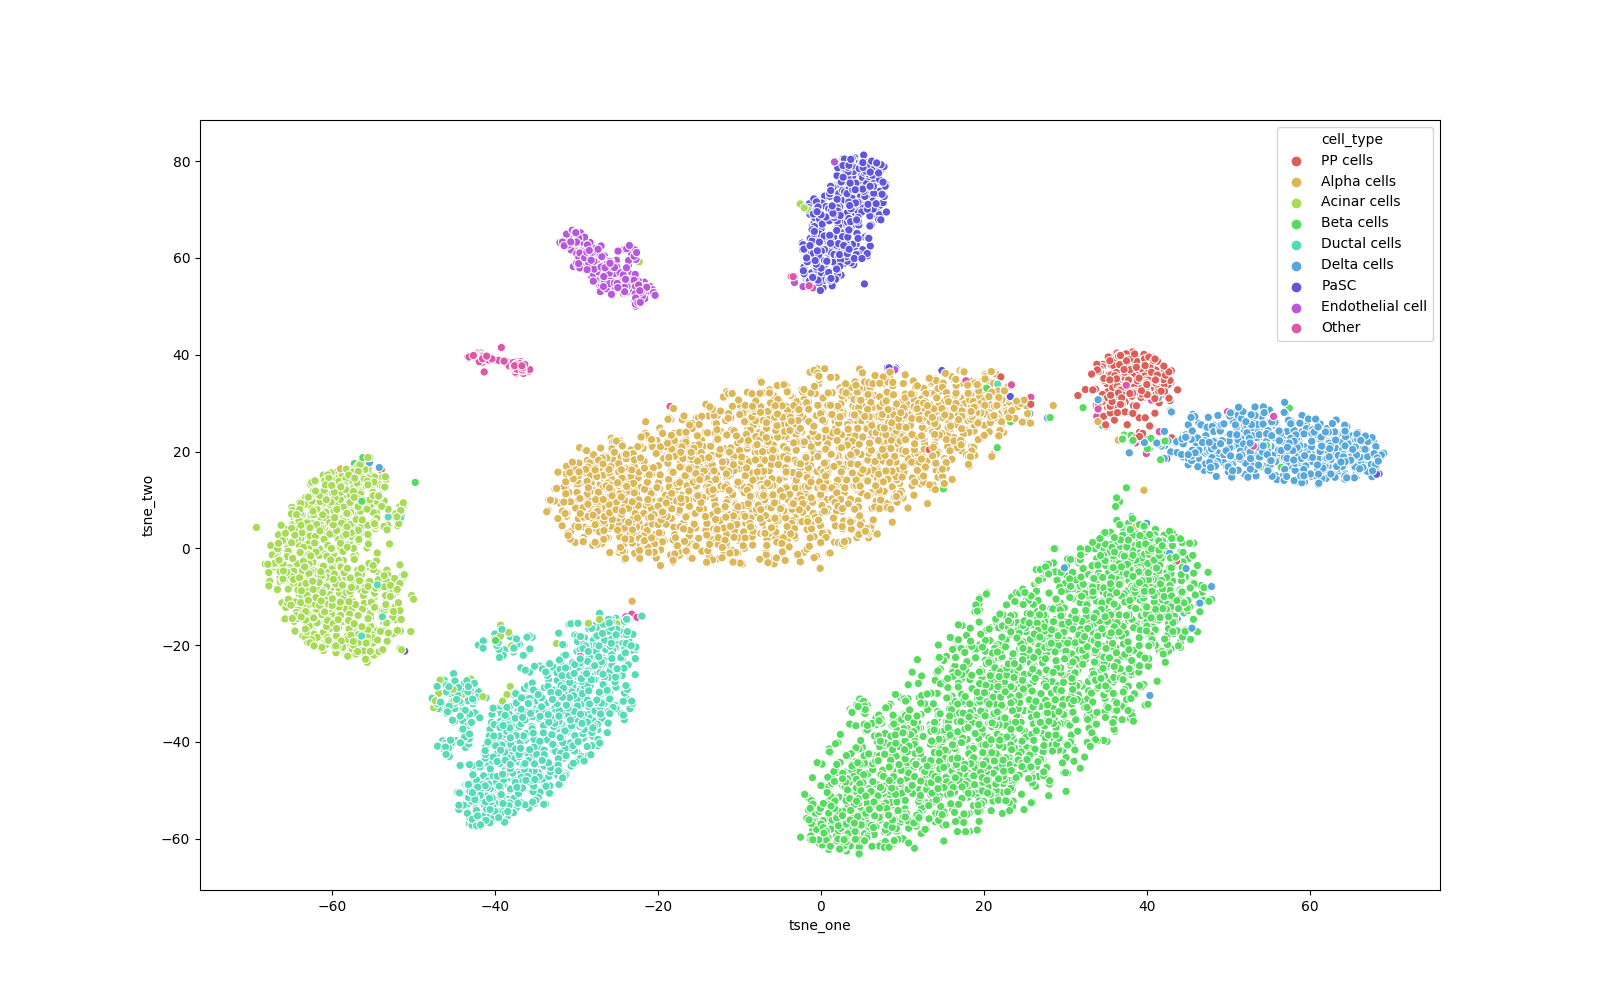 cell_type
PP cells
Alpha cells
Acinar cells
Beta cells
Ductal cells
Delta cells
PaSC
Endothelial cell
Other
80
60
40
20
0
−20
−40
−60
tsne_two
−60 −40 −20 0 20 40 60
tsne_one